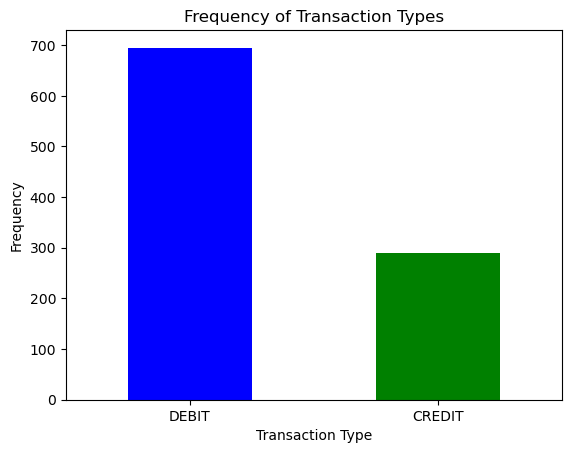 Frequency of Transaction Types
Frequency
700
600
500
400
300
200
100
0
DEBIT
CREDIT
Transaction Type